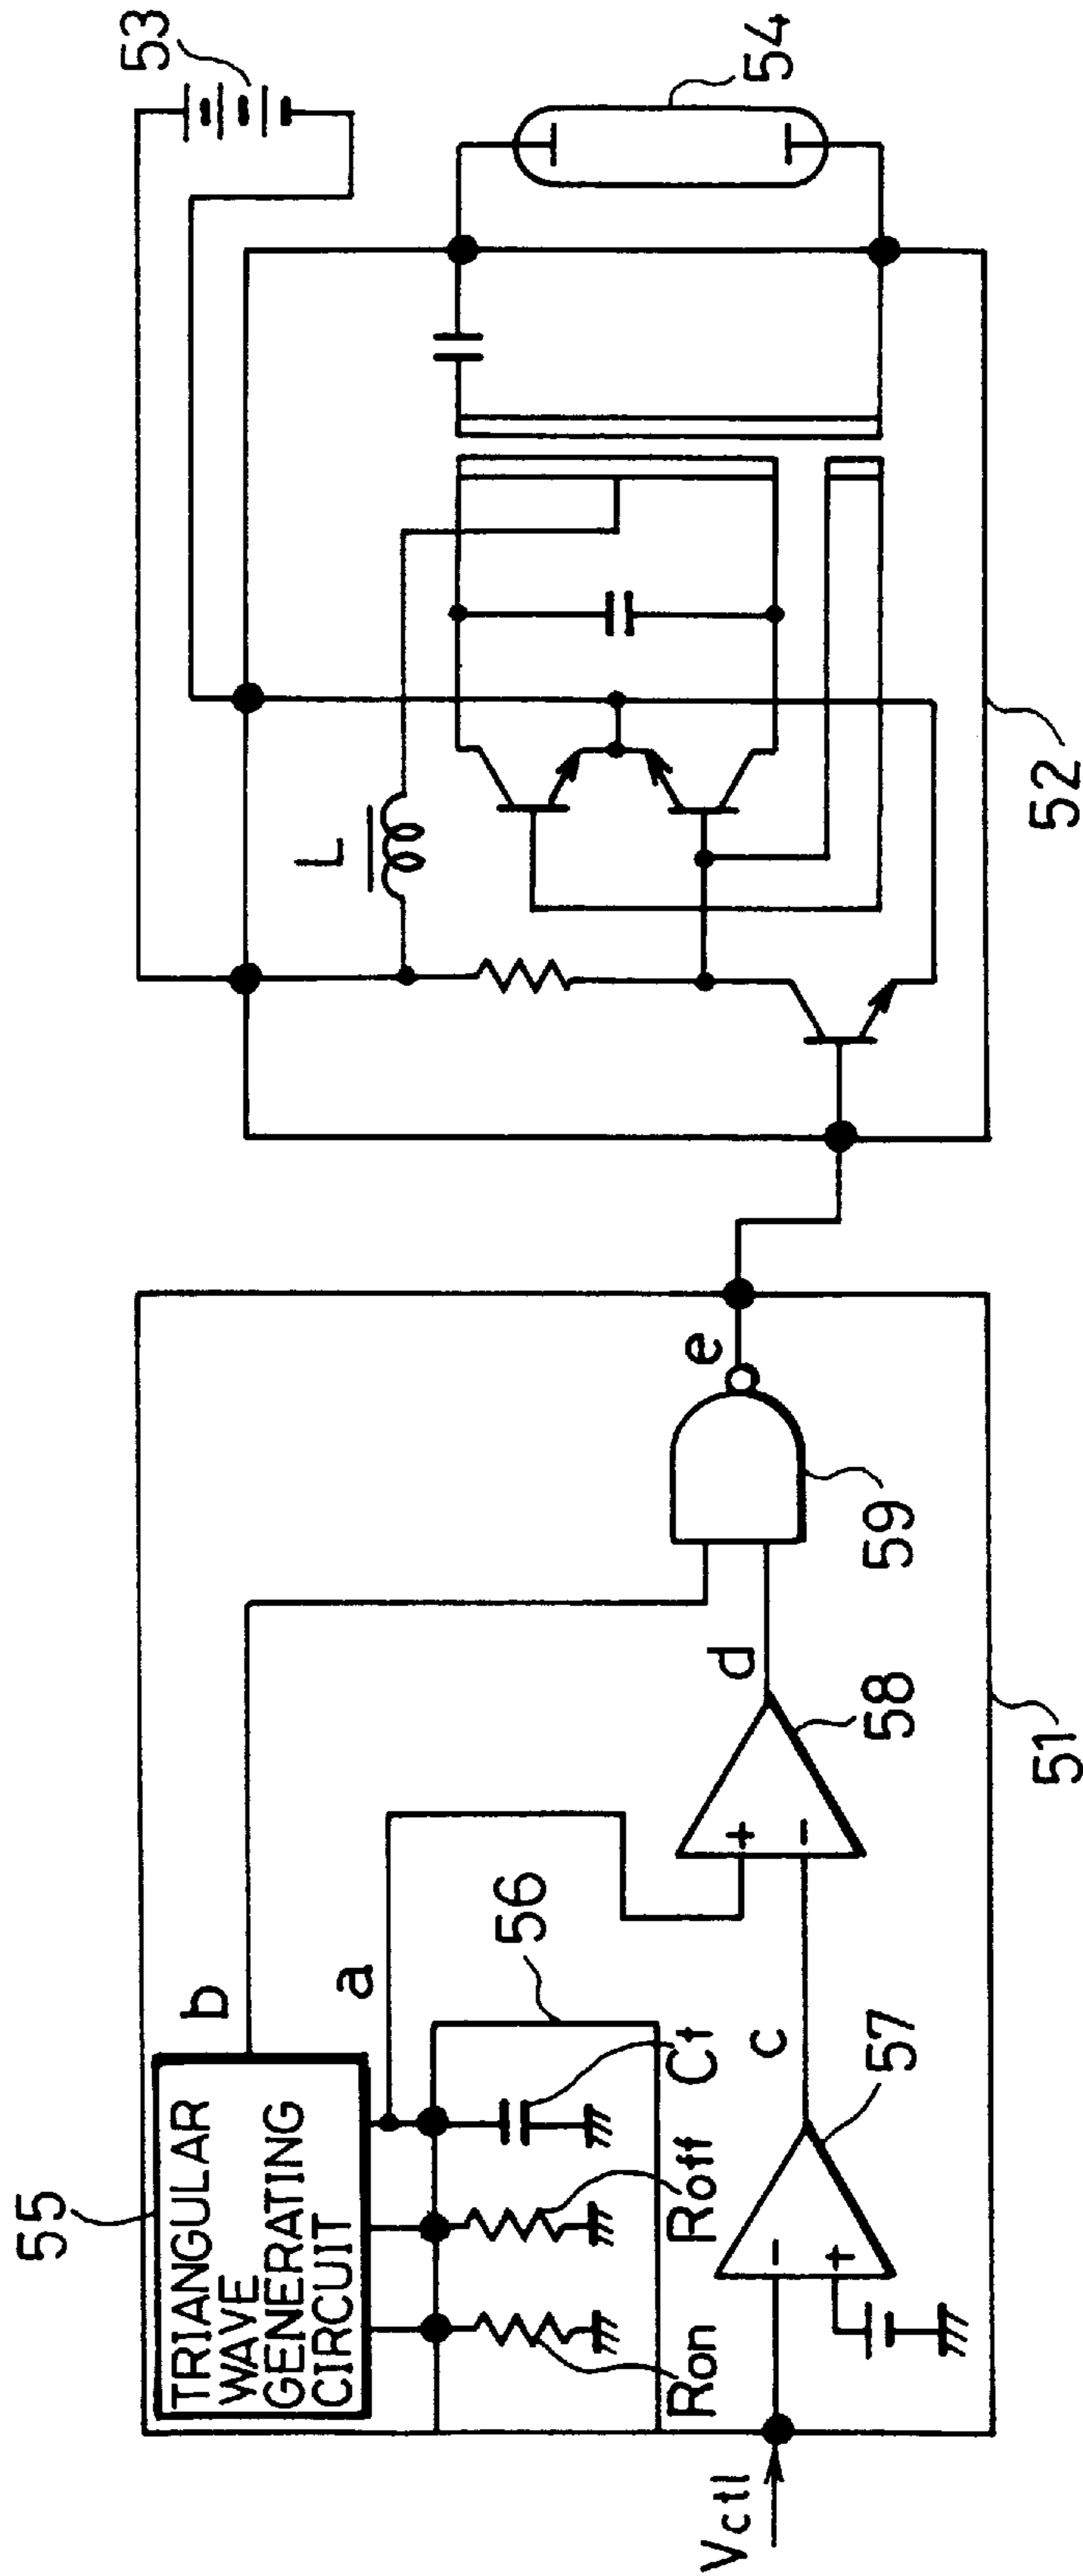 55
TRIANGULAR
WAVE
GENERATING
CIRCUIT
b
a
56
Ron
Roff
Ct
Vctl
-
+
57
c
+
-
58
d
59
e
51
L
53
54
52